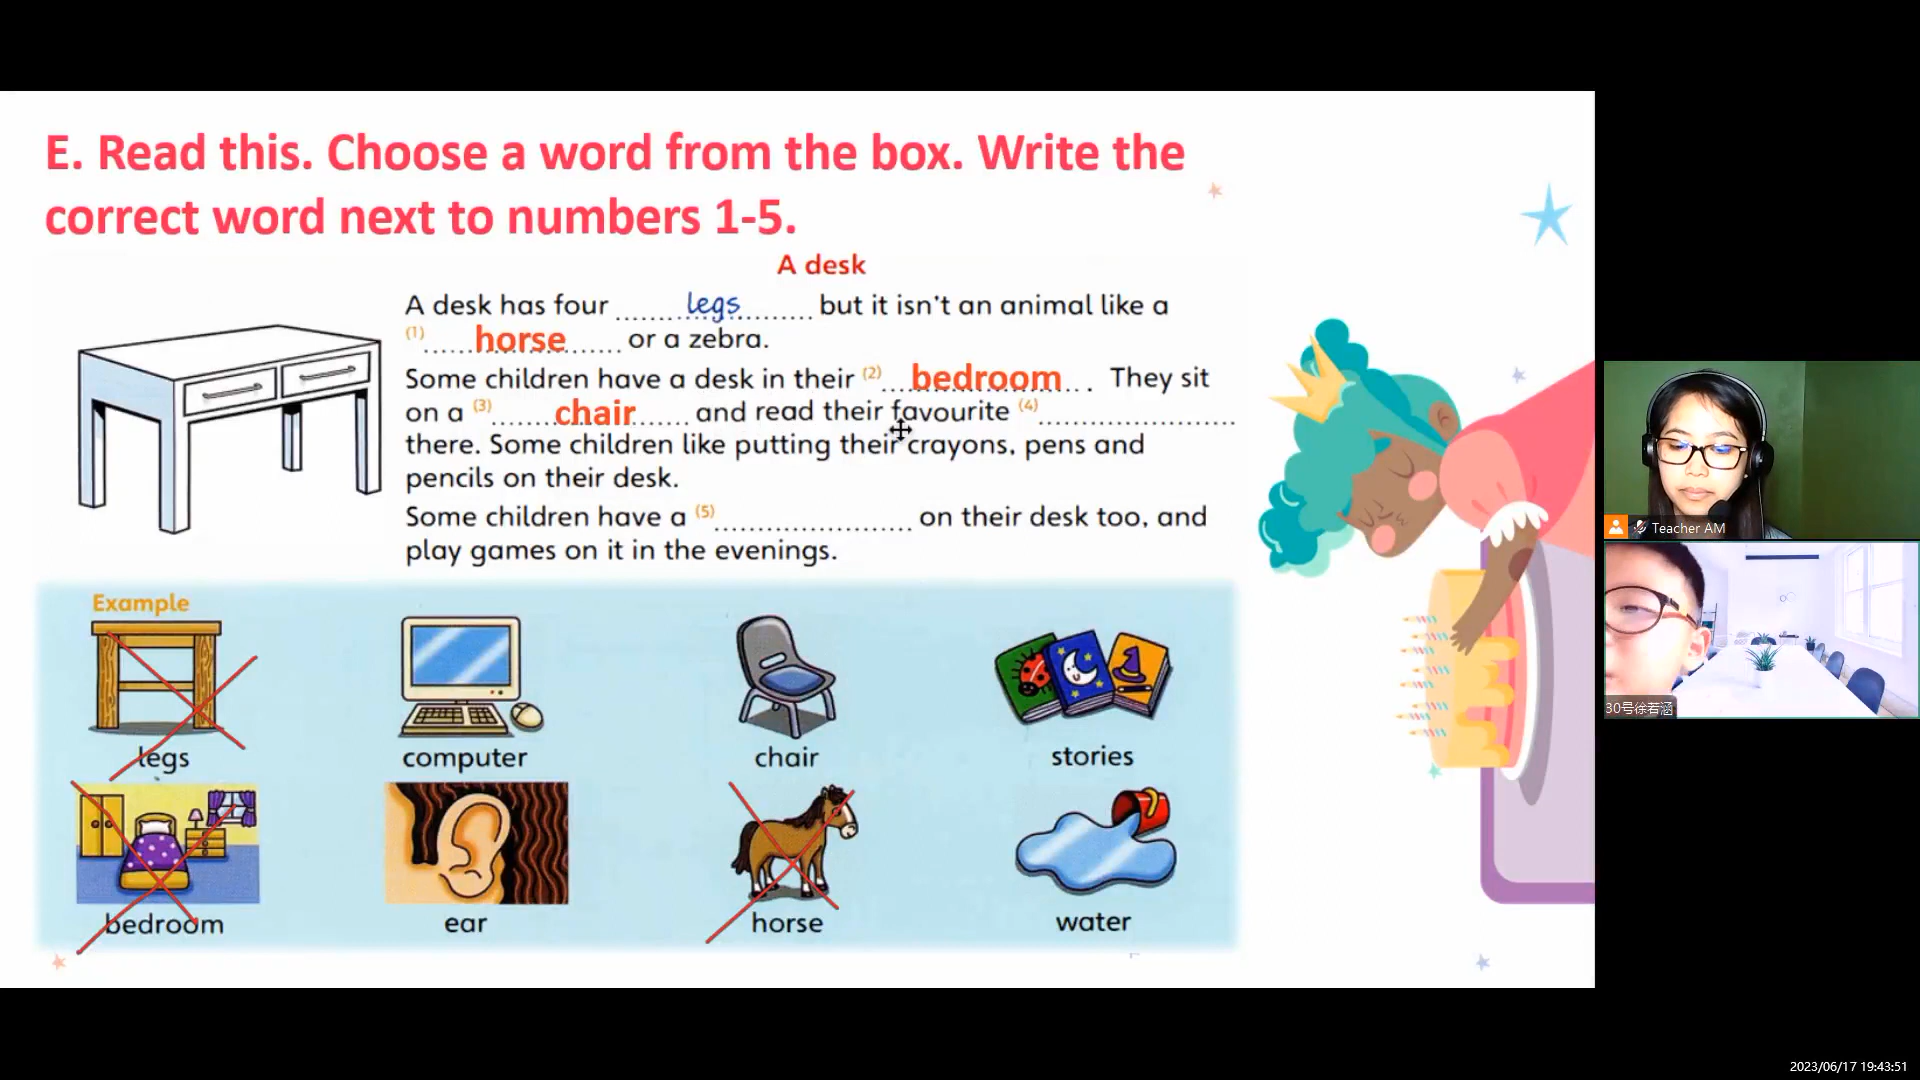 E. Read this. Choose a word from the box. Write the
correct word next to numbers 1-5.
A desk
A desk has four legs but it isn't an animal like a
(1) horse or a zebra.
Some children have a desk in their (2) bedroom . They sit
on a (3) chair and read their favourite (4)
there. Some children like putting their crayons, pens and
pencils on their desk.
Some children have a (5) on their desk too, and
play games on it in the evenings.
Example
legs computer chair stories
bedroom ear horse water
Teacher AM
30号徐若涵
2023/06/17 19:43:51